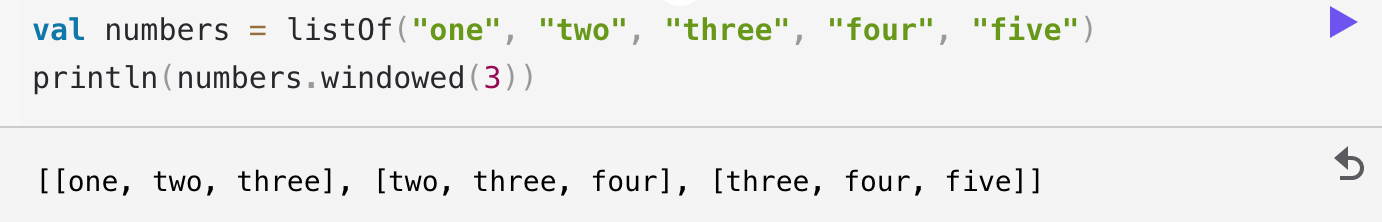 val numbers = listOf("one", "two", "three", "four", "five")
println(numbers.windowed(3))
[[one, two, three], [two, three, four], [three, four, five]]